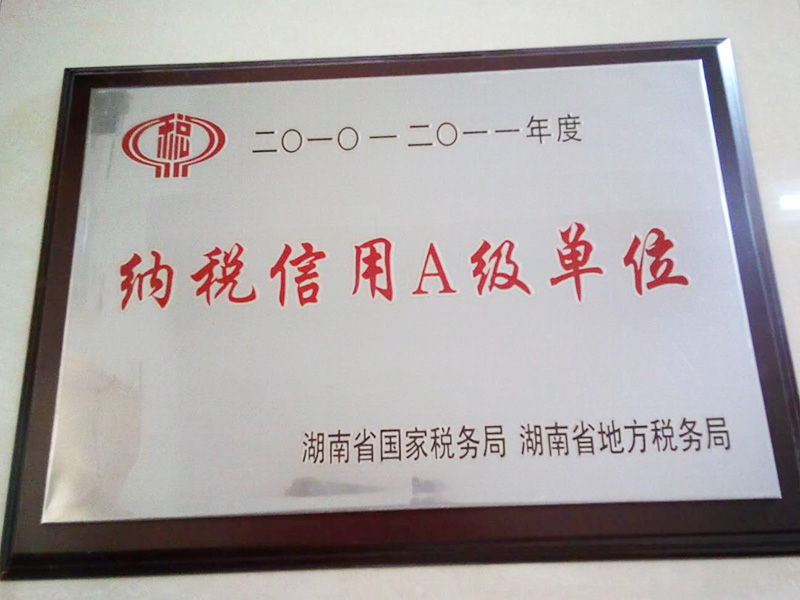 税
二〇一〇一二〇一一年度
纳税信用A级单位
湖南省国家税务局 湖南省地方税务局